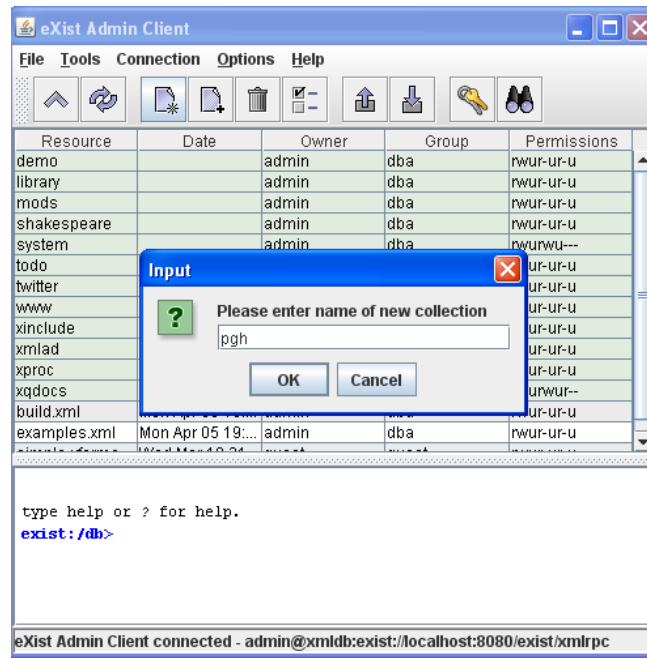 eXist Admin Client
File Tools Connection Options Help
Resource Date Owner Group Permissions
demo admin dba rwur-ur-u
library admin dba rwur-ur-u
mods admin dba rwur-ur-u
shakespeare admin dba rwur-ur-u
system admin dba rwurwu---
todo ur-ur-u
twitter ur-ur-u
www ur-ur-u
xinclude ur-ur-u
xmlad ur-ur-u
xproc ur-ur-u
xqdocs urwur--
build.xml rwur-ur-u
examples.xml Mon Apr 05 19:... admin dba rwur-ur-u
Input
Please enter name of new collection
pgh
OK Cancel
type help or ? for help.
exist:/db>
eXist Admin Client connected - admin@xmldb:exist://localhost:8080/exist/xmlrpc